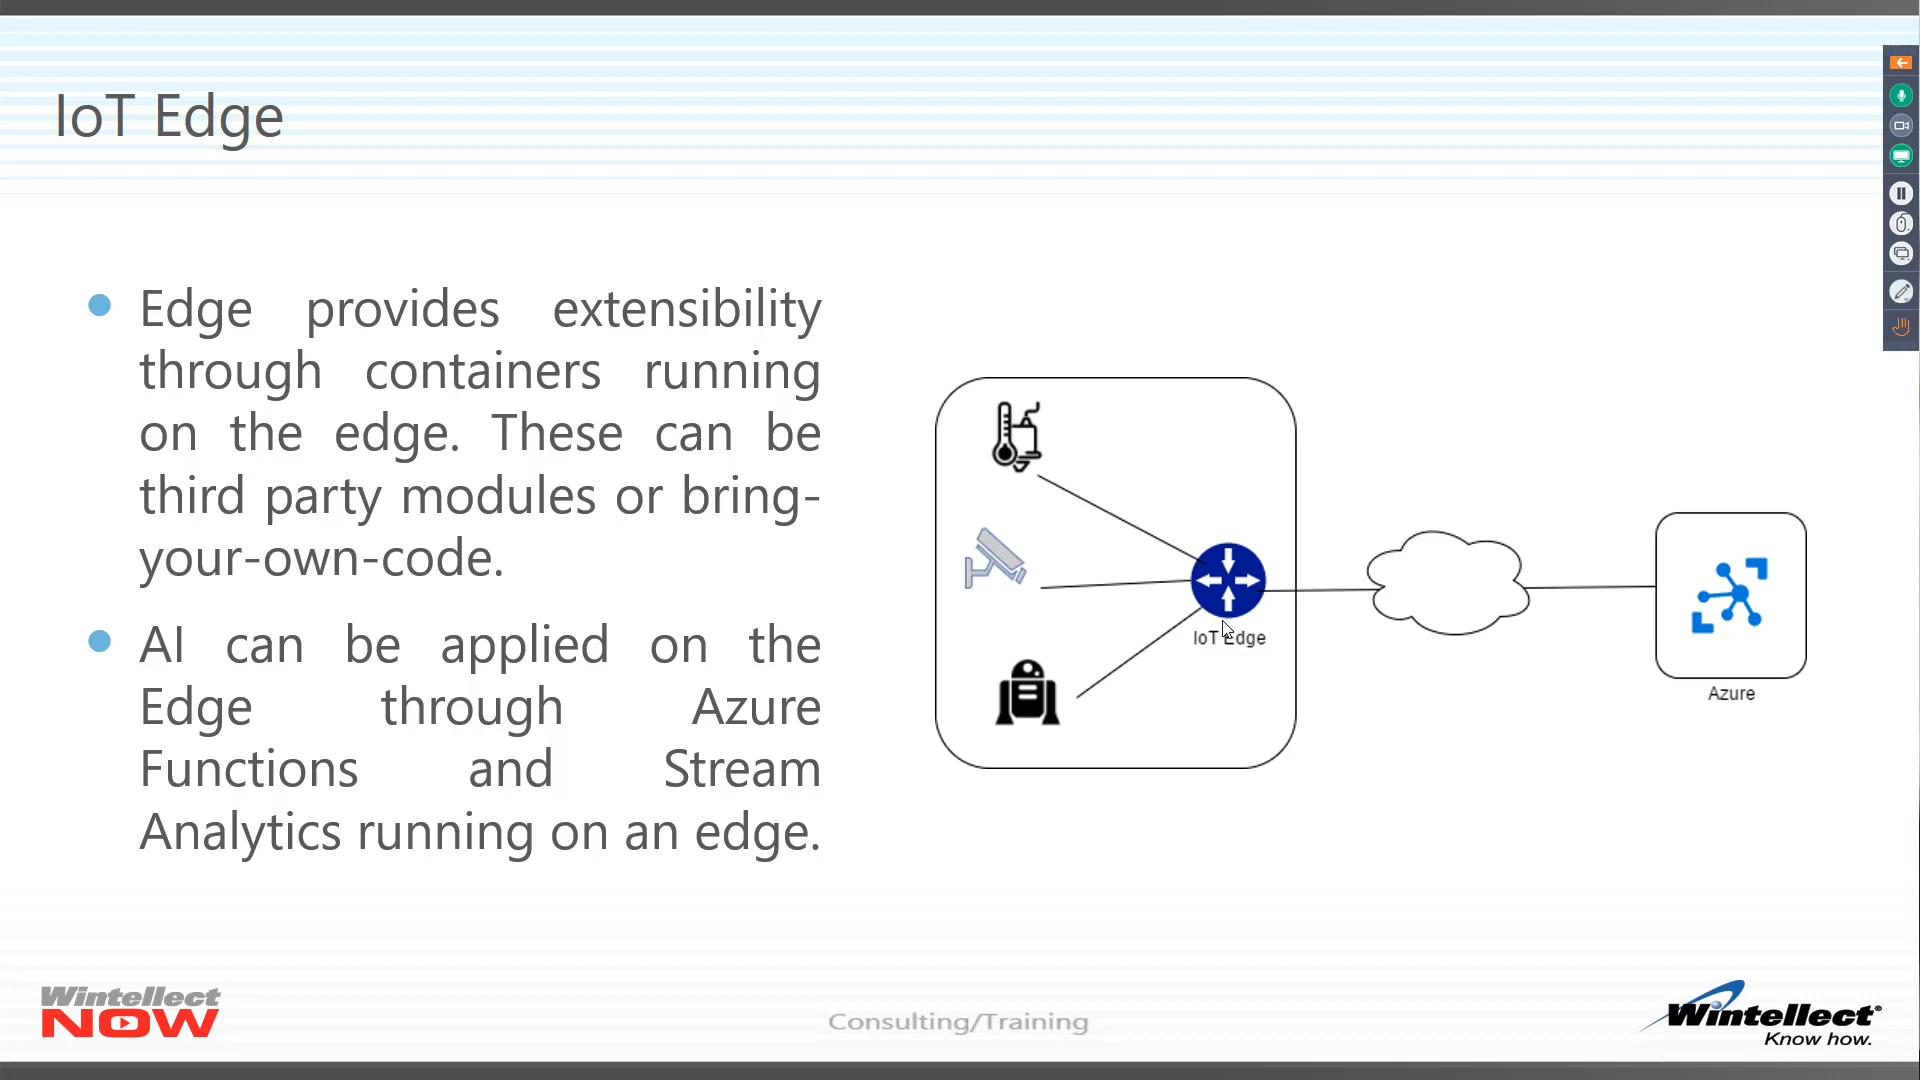 IoT Edge
Edge provides extensibility
through containers running
on the edge. These can be
third party modules or bring-
your-own-code.
AI can be applied on the
Edge through Azure
Functions and Stream
Analytics running on an edge.
IoT Edge
Azure
Wintellect
NOW
Consulting/Training
Wintellect®
Know how.